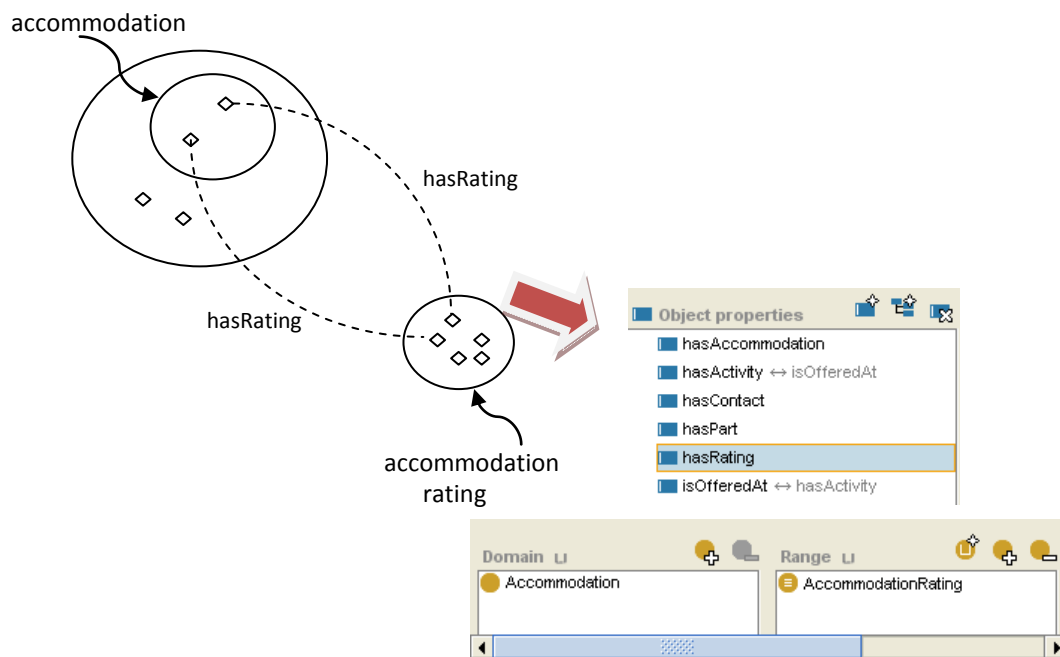 accommodation
hasRating
hasRating
accommodation
rating
Object properties
hasAccommodation
hasActivity ↔ isOfferedAt
hasContact
hasPart
hasRating
isOfferedAt ↔ hasActivity
Domain ⊔
Range ⊔
Accommodation
AccommodationRating